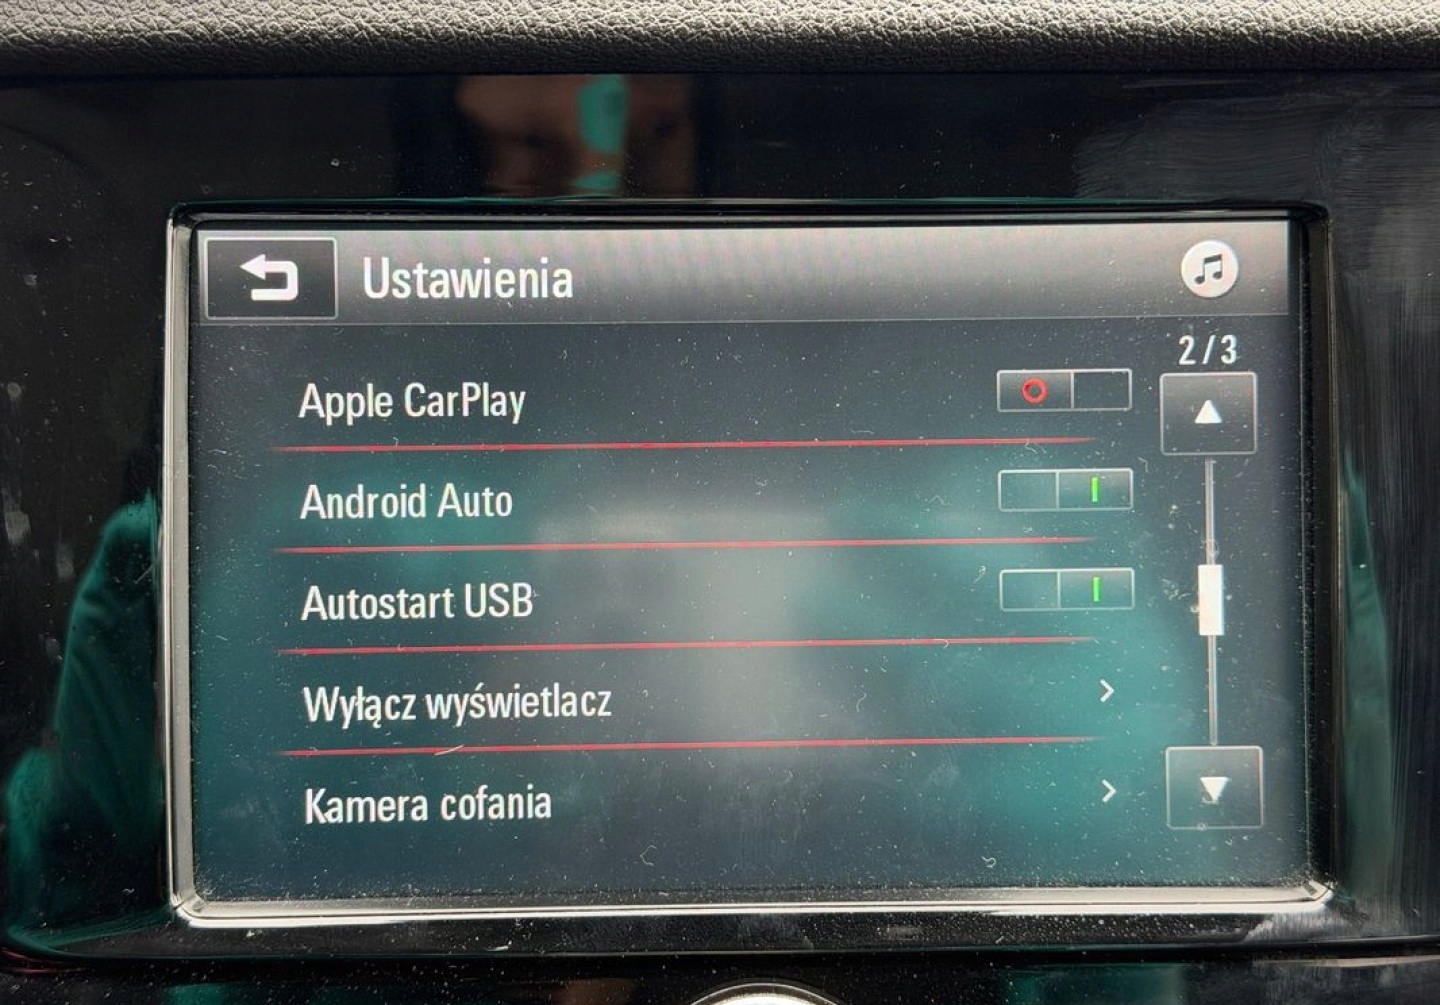 Ustawienia
2/3
Apple CarPlay
Android Auto
Autostart USB
Wyłącz wyświetlacz
Kamera cofania